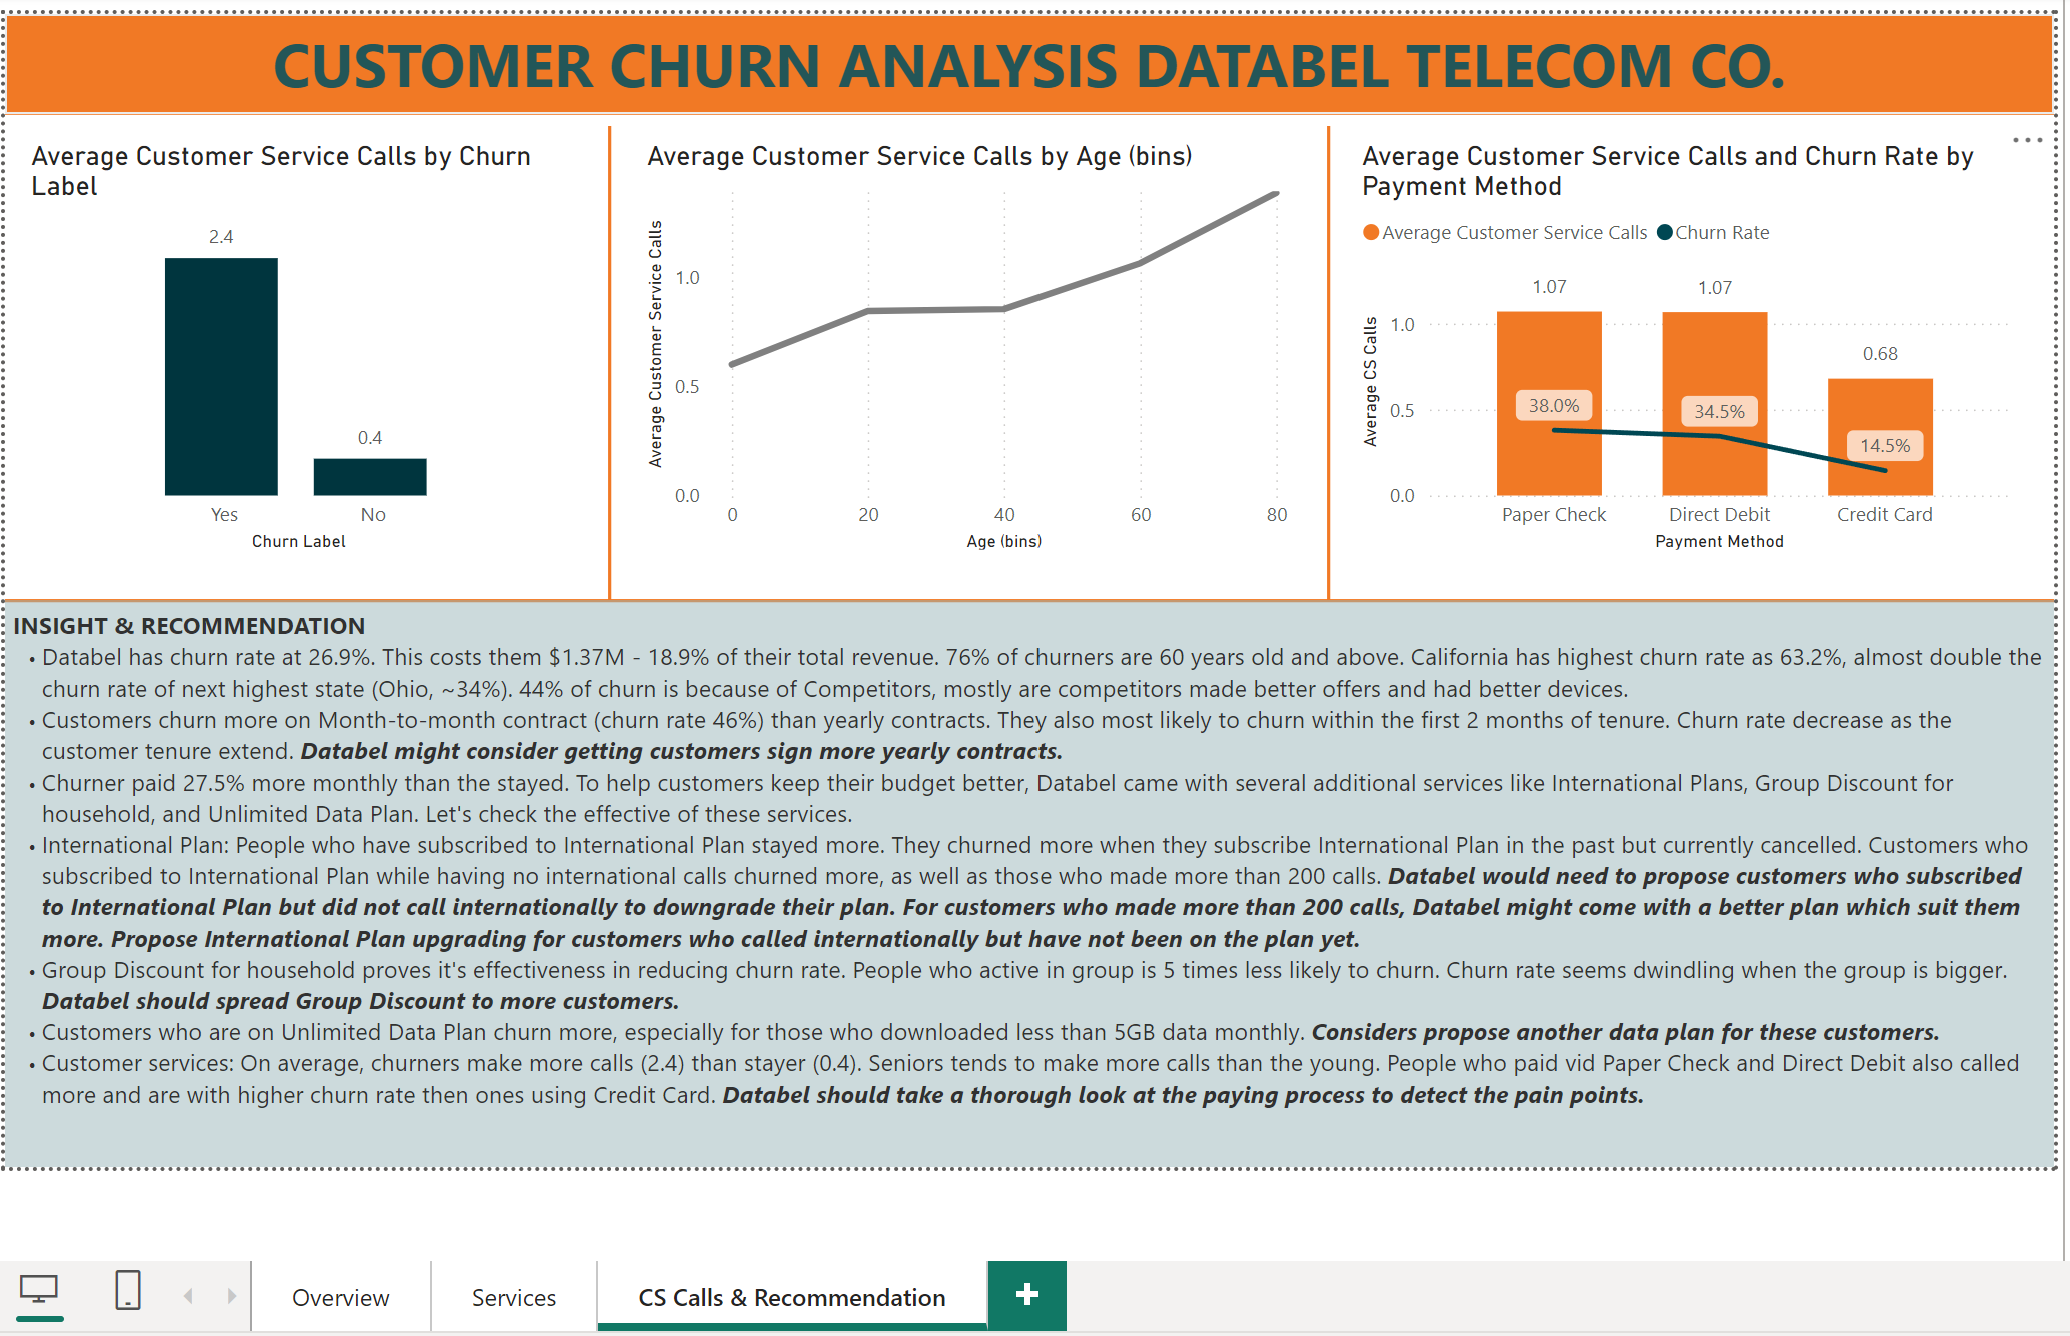 CUSTOMER CHURN ANALYSIS DATABEL TELECOM CO.
Average Customer Service Calls by Churn
Label
2.4
0.4
Yes
No
Churn Label
Average Customer Service Calls by Age (bins)
Average Customer Service Calls
1.0
0.5
0.0
0
20
40
60
80
Age (bins)
Average Customer Service Calls and Churn Rate by
Payment Method
Average Customer Service Calls
Churn Rate
Average CS Calls
1.0
0.5
0.0
1.07
1.07
0.68
38.0%
34.5%
14.5%
Paper Check
Direct Debit
Credit Card
Payment Method
INSIGHT & RECOMMENDATION
• Databel has churn rate at 26.9%. This costs them $1.37M - 18.9% of their total revenue. 76% of churners are 60 years old and above. California has highest churn rate as 63.2%, almost double the
churn rate of next highest state (Ohio, ~34%). 44% of churn is because of Competitors, mostly are competitors made better offers and had better devices.
• Customers churn more on Month-to-month contract (churn rate 46%) than yearly contracts. They also most likely to churn within the first 2 months of tenure. Churn rate decrease as the
customer tenure extend. Databel might consider getting customers sign more yearly contracts.
• Churner paid 27.5% more monthly than the stayed. To help customers keep their budget better, Databel came with several additional services like International Plans, Group Discount for
household, and Unlimited Data Plan. Let's check the effective of these services.
• International Plan: People who have subscribed to International Plan stayed more. They churned more when they subscribe International Plan in the past but currently cancelled. Customers who
subscribed to International Plan while having no international calls churned more, as well as those who made more than 200 calls. Databel would need to propose customers who subscribed
to International Plan but did not call internationally to downgrade their plan. For customers who made more than 200 calls, Databel might come with a better plan which suit them
more. Propose International Plan upgrading for customers who called internationally but have not been on the plan yet.
• Group Discount for household proves it's effectiveness in reducing churn rate. People who active in group is 5 times less likely to churn. Churn rate seems dwindling when the group is bigger.
Databel should spread Group Discount to more customers.
• Customers who are on Unlimited Data Plan churn more, especially for those who downloaded less than 5GB data monthly. Considers propose another data plan for these customers.
• Customer services: On average, churners make more calls (2.4) than stayer (0.4). Seniors tends to make more calls than the young. People who paid vid Paper Check and Direct Debit also called
more and are with higher churn rate then ones using Credit Card. Databel should take a thorough look at the paying process to detect the pain points.
Overview
Services
CS Calls & Recommendation